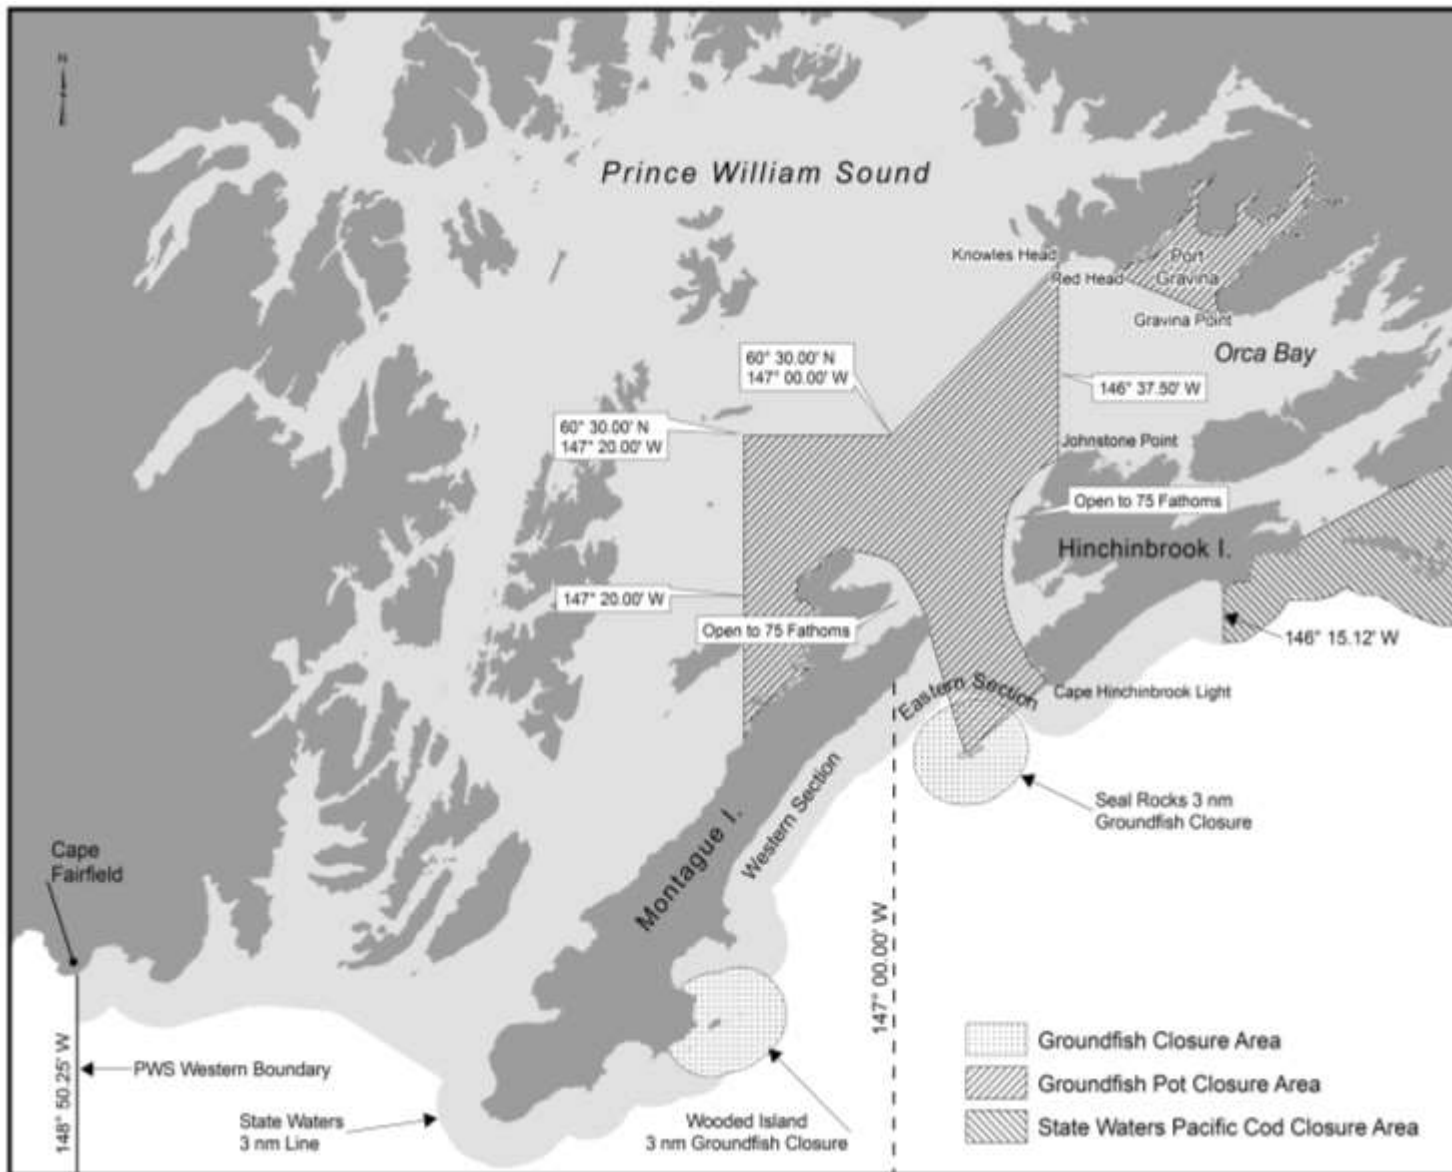 N
Prince William Sound
Knowles Head
Red Head
Port
Gravina
Gravina Point
Orca Bay
60° 30.00' N
147° 00.00' W
146° 37.50' W
60° 30.00' N
147° 20.00' W
Johnstone Point
Open to 75 Fathoms
Hinchinbrook I.
147° 20.00' W
Open to 75 Fathoms
146° 15.12' W
Eastern Section
Cape Hinchinbrook Light
Western Section
Seal Rocks 3 nm
Groundfish Closure
Montague I.
Cape
Fairfield
147° 00.00' W
148° 50.25' W
PWS Western Boundary
State Waters
3 nm Line
Wooded Island
3 nm Groundfish Closure
Groundfish Closure Area
Groundfish Pot Closure Area
State Waters Pacific Cod Closure Area